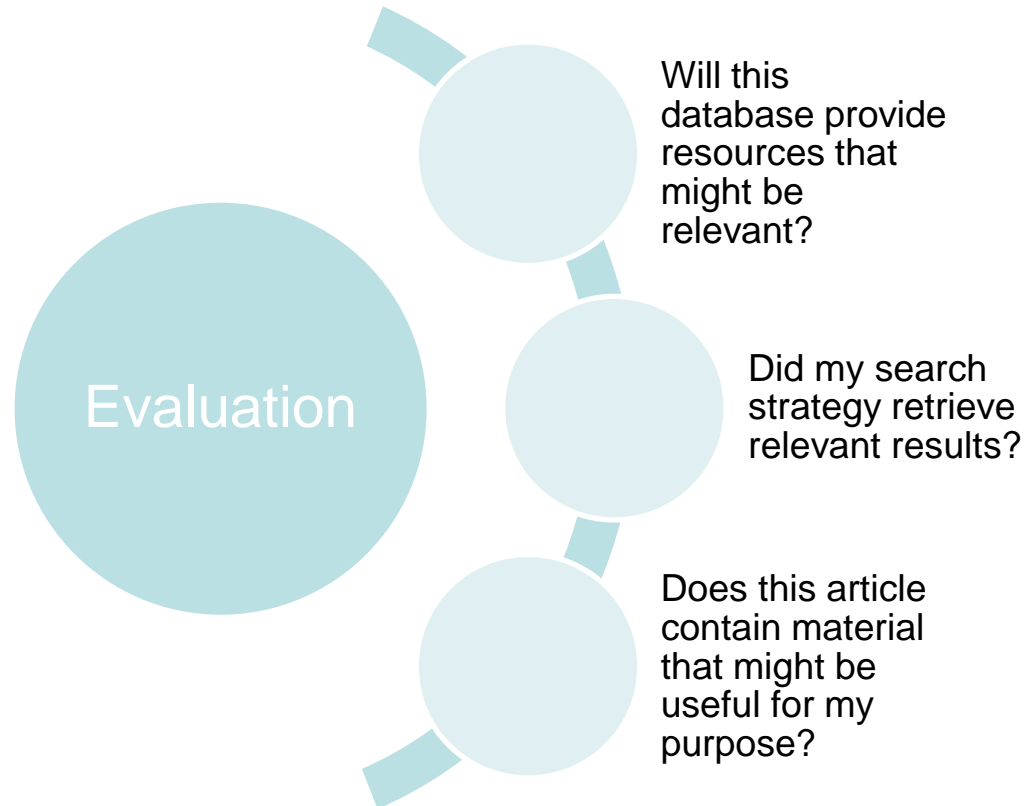 Evaluation
Will this
database provide
resources that
might be
relevant?
Did my search
strategy retrieve
relevant results?
Does this article
contain material
that might be
useful for my
purpose?